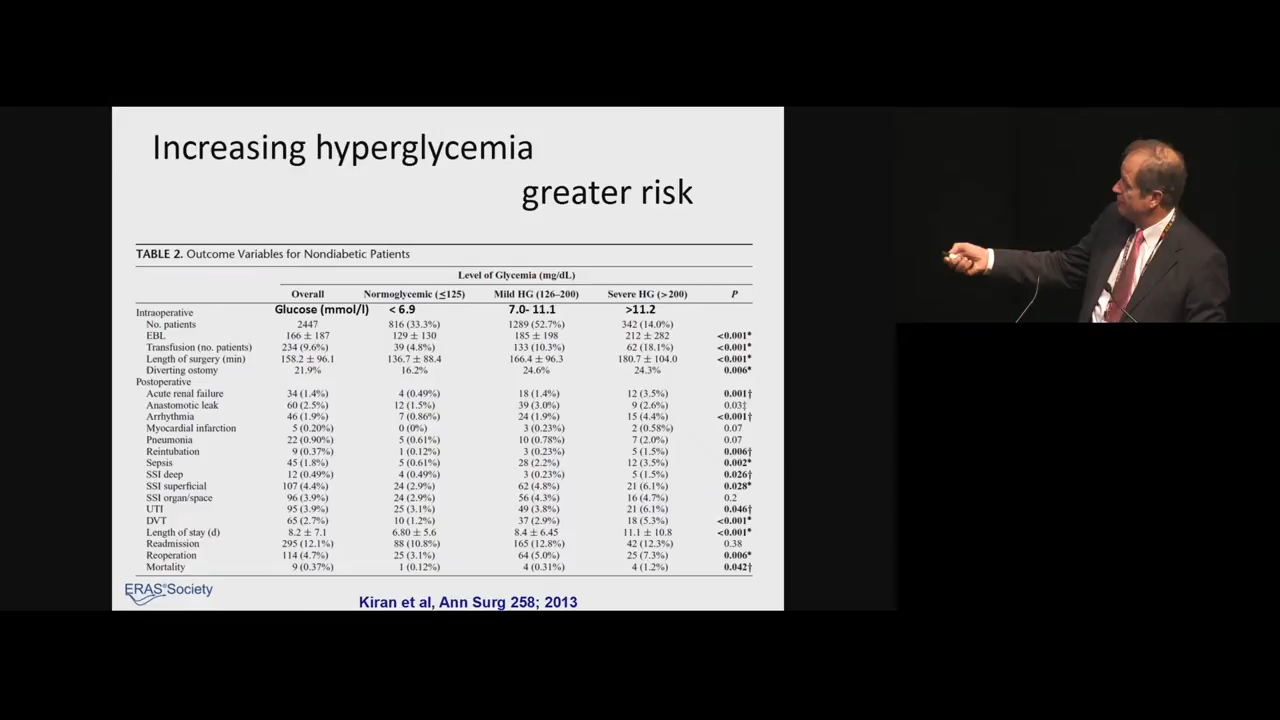 Increasing hyperglycemia
greater risk
TABLE 2. Outcome Variables for Nondiabetic Patients
Level of Glycemia (mg/dL)
Overall Normoglycemic (≤125) Mild HG (126–200) Severe HG (>200) P
Glucose (mmol/l) < 6.9 7.0- 11.1 >11.2
Intraoperative
No. patients 2447 816 (33.3%) 1289 (52.7%) 342 (14.0%)
EBL 166 ± 187 129 ± 130 185 ± 198 212 ± 282 <0.001*
Transfusion (no. patients) 234 (9.6%) 39 (4.8%) 133 (10.3%) 62 (18.1%) <0.001*
Length of surgery (min) 158.2 ± 96.1 136.7 ± 88.4 166.4 ± 96.3 180.7 ± 104.0 <0.001*
Diverting ostomy 21.9% 16.2% 24.6% 24.3% 0.006*
Postoperative
Acute renal failure 34 (1.4%) 4 (0.49%) 18 (1.4%) 12 (3.5%) 0.001†
Anastomotic leak 60 (2.5%) 12 (1.5%) 39 (3.0%) 9 (2.6%) 0.03‡
Arrhythmia 46 (1.9%) 7 (0.86%) 24 (1.9%) 15 (4.4%) <0.001†
Myocardial infarction 5 (0.20%) 0 (0%) 3 (0.23%) 2 (0.58%) 0.07
Pneumonia 22 (0.90%) 5 (0.61%) 10 (0.78%) 7 (2.0%) 0.07
Reintubation 9 (0.37%) 1 (0.12%) 3 (0.23%) 5 (1.5%) 0.006†
Sepsis 45 (1.8%) 5 (0.61%) 28 (2.2%) 12 (3.5%) 0.002*
SSI deep 12 (0.49%) 4 (0.49%) 3 (0.23%) 5 (1.5%) 0.026†
SSI superficial 107 (4.4%) 24 (2.9%) 62 (4.8%) 21 (6.1%) 0.028*
SSI organ/space 96 (3.9%) 24 (2.9%) 56 (4.3%) 16 (4.7%) 0.2
UTI 95 (3.9%) 25 (3.1%) 49 (3.8%) 21 (6.1%) 0.046†
DVT 65 (2.7%) 10 (1.2%) 37 (2.9%) 18 (5.3%) <0.001*
Length of stay (d) 8.2 ± 7.1 6.80 ± 5.6 8.4 ± 6.45 11.1 ± 10.8 <0.001*
Readmission 295 (12.1%) 88 (10.8%) 165 (12.8%) 42 (12.3%) 0.38
Reoperation 114 (4.7%) 25 (3.1%) 64 (5.0%) 25 (7.3%) 0.006*
Mortality 9 (0.37%) 1 (0.12%) 4 (0.31%) 4 (1.2%) 0.042†
ERAS®Society
Kiran et al, Ann Surg 258; 2013